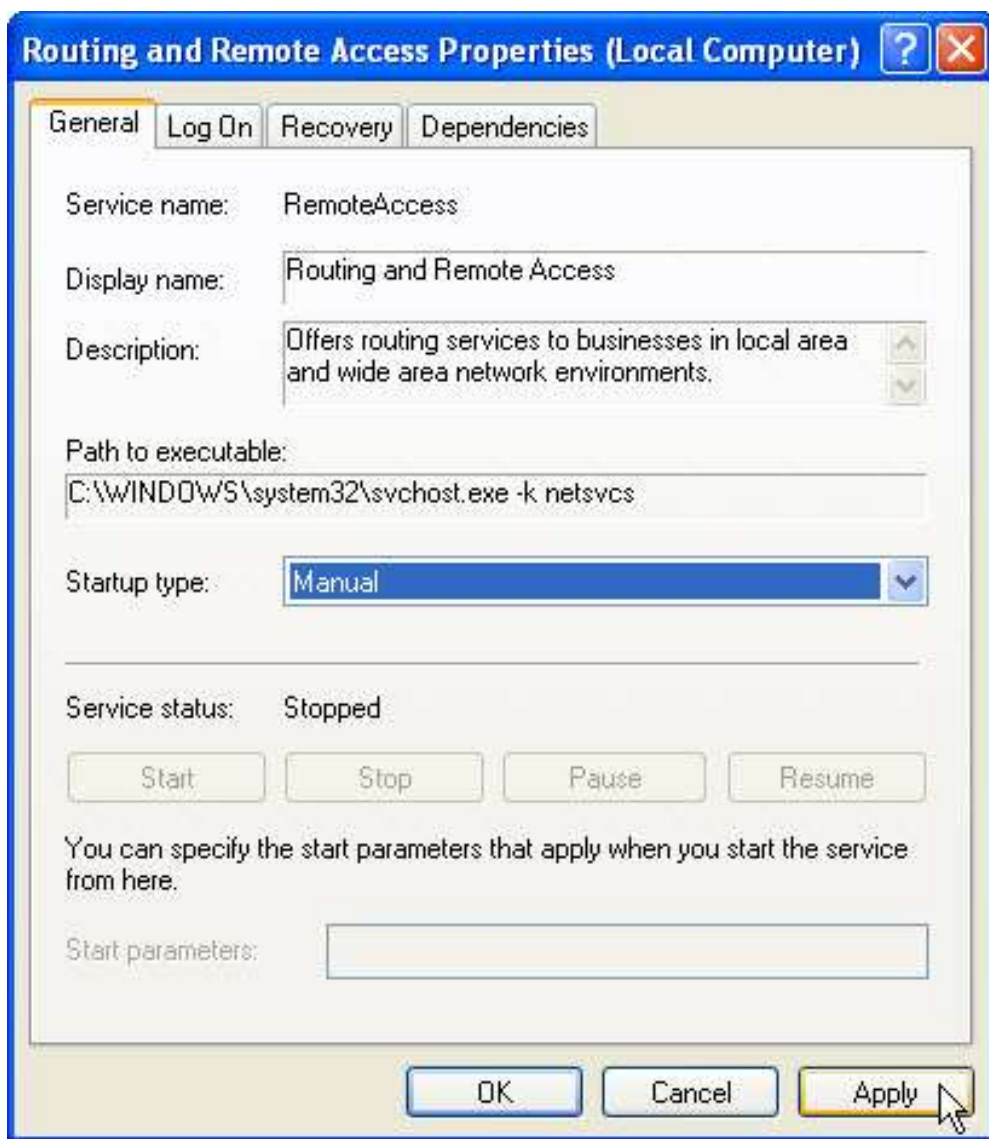 Routing and Remote Access Properties (Local Computer)
General Log On Recovery Dependencies
Service name: RemoteAccess
Display name: Routing and Remote Access
Description: Offers routing services to businesses in local area
and wide area network environments.
Path to executable:
C:\WINDOWS\system32\svchost.exe -k netsvcs
Startup type: Manual
Service status: Stopped
Start Stop Pause Resume
You can specify the start parameters that apply when you start the service
from here.
Start parameters:
OK Cancel Apply